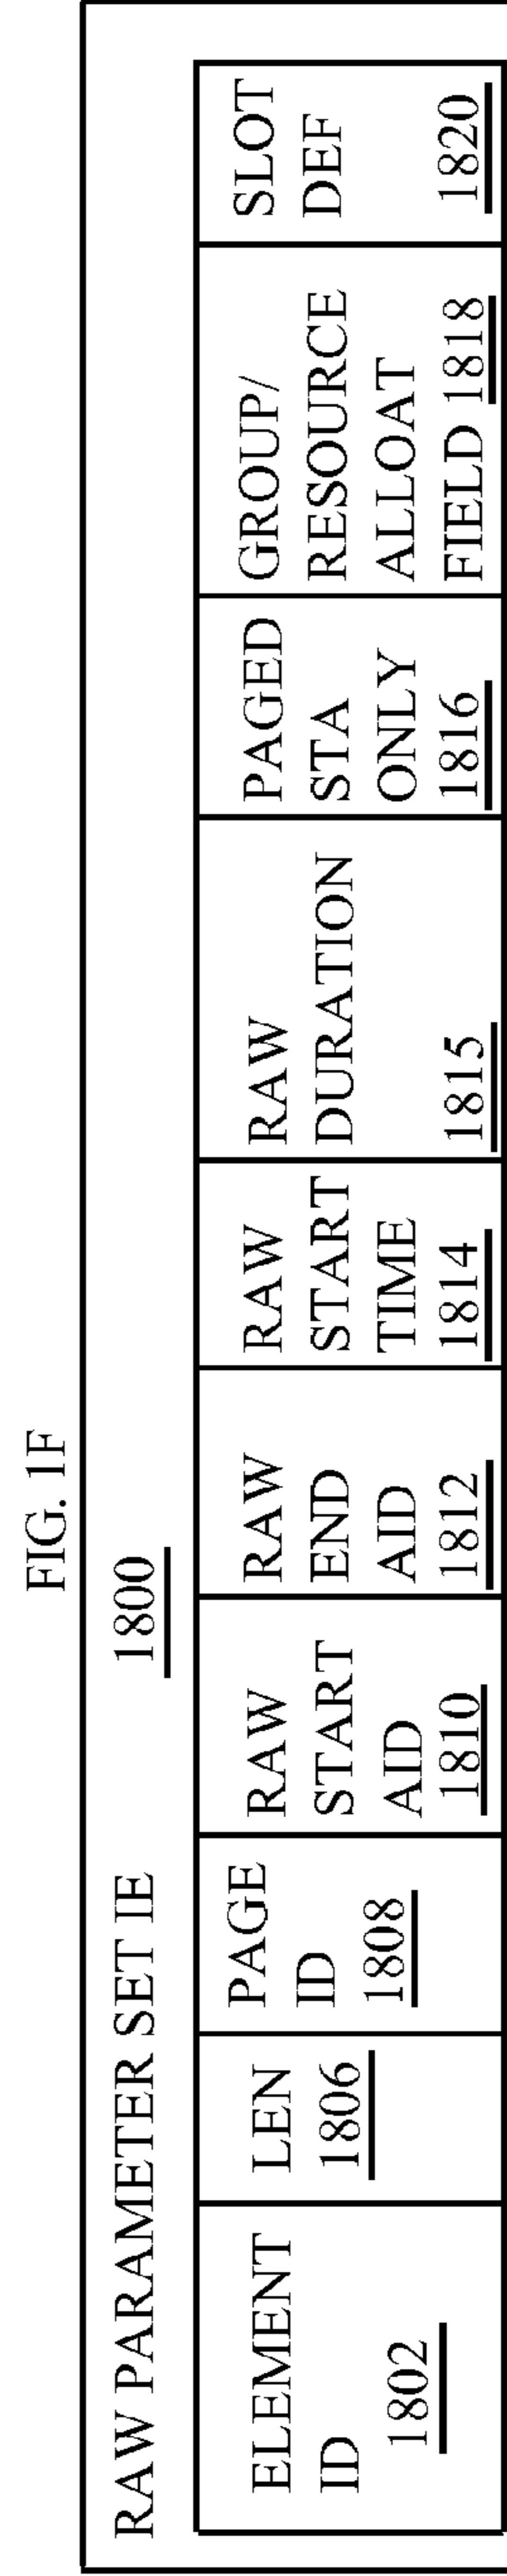 FIG. 1F
RAW PARAMETER SET IE 1800
ELEMENT
ID
1802
LEN
1806
PAGE
ID
1808
RAW
START
AID
1810
RAW
END
AID
1812
RAW
START
TIME
1814
RAW
DURATION
1815
PAGED
STA
ONLY
1816
GROUP/
RESOURCE
ALLOAT
FIELD 1818
SLOT
DEF
1820